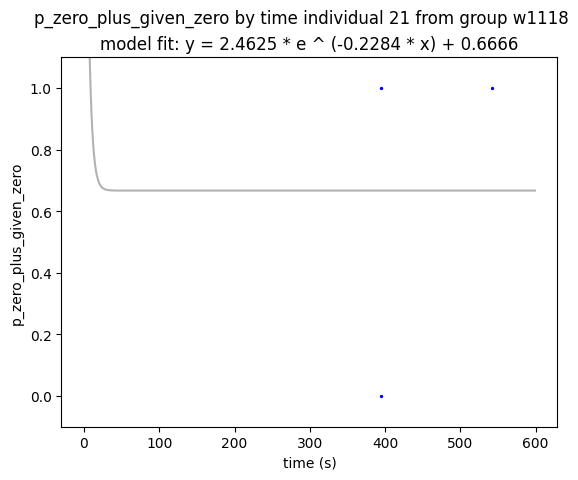 p_zero_plus_given_zero by time individual 21 from group w1118
model fit: y = 2.4625 * e ^ (-0.2284 * x) + 0.6666
p_zero_plus_given_zero
1.0
0.8
0.6
0.4
0.2
0.0
0 100 200 300 400 500 600
time (s)